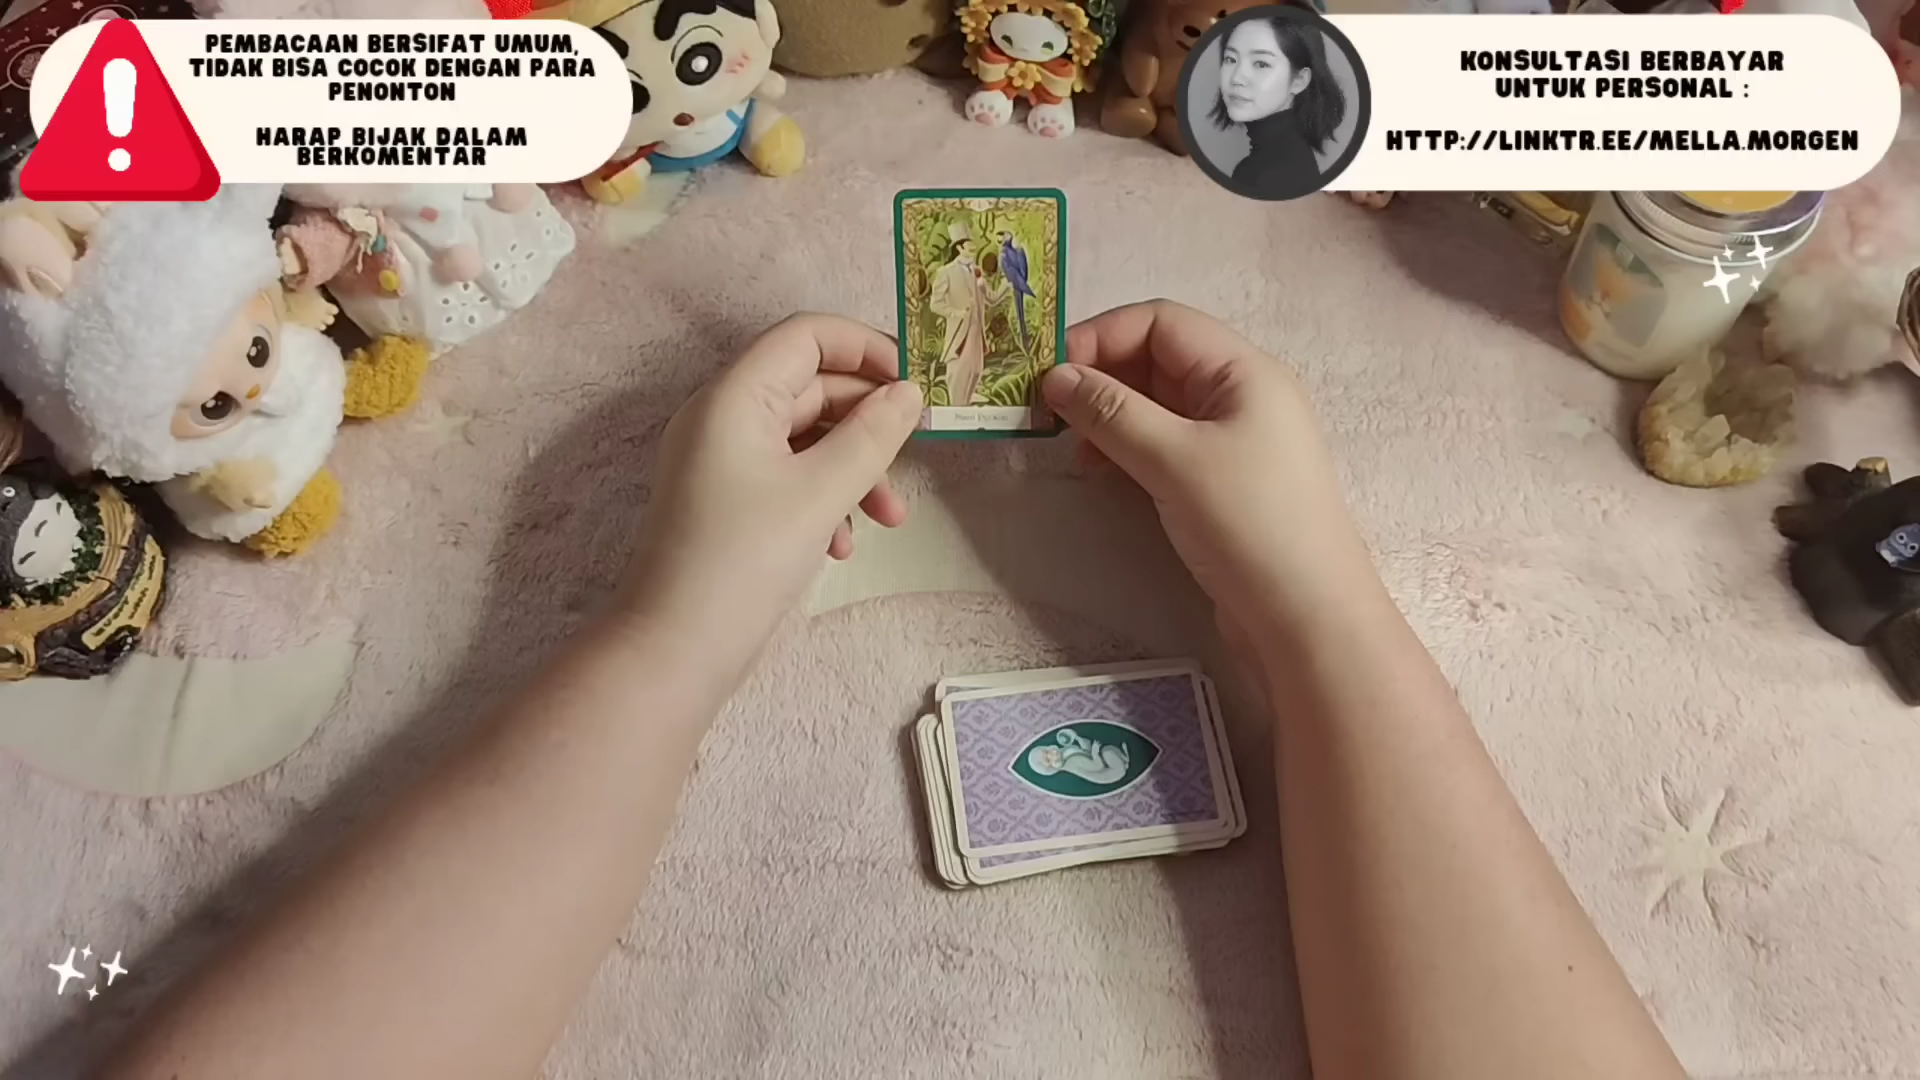 PEMBACAAN BERSIFAT UMUM,
TIDAK BISA COCOK DENGAN PARA
PENONTON
HARAP BIJAK DALAM
BERKOMENTAR
KONSULTASI BERBAYAR
UNTUK PERSONAL :
HTTP://LINKTR.EE/MELLA.MORGEN